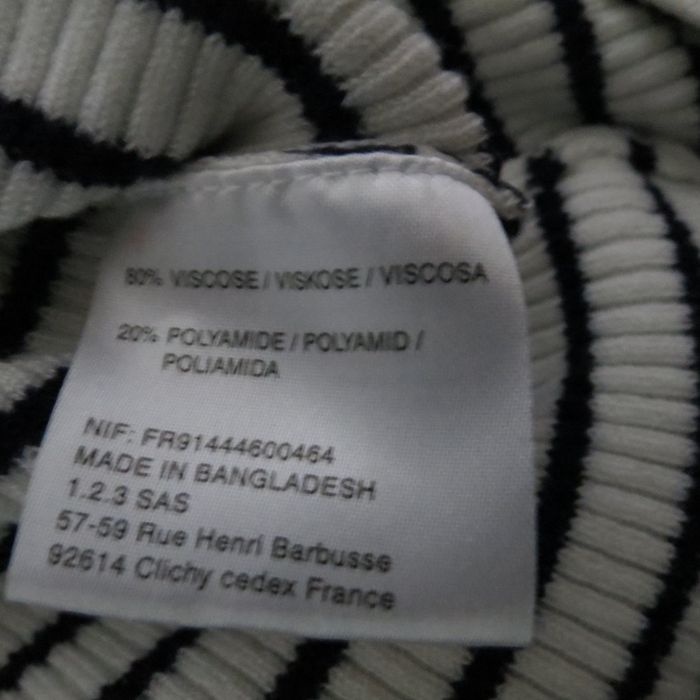 80% VISCOSE / VISKOSE / VISCOSA
20% POLYAMIDE / POLYAMID /
POLIAMIDA
NIF: FR91444600464
MADE IN BANGLADESH
1.2.3 SAS
57-59 Rue Henri Barbusse
92614 Clichy cedex France